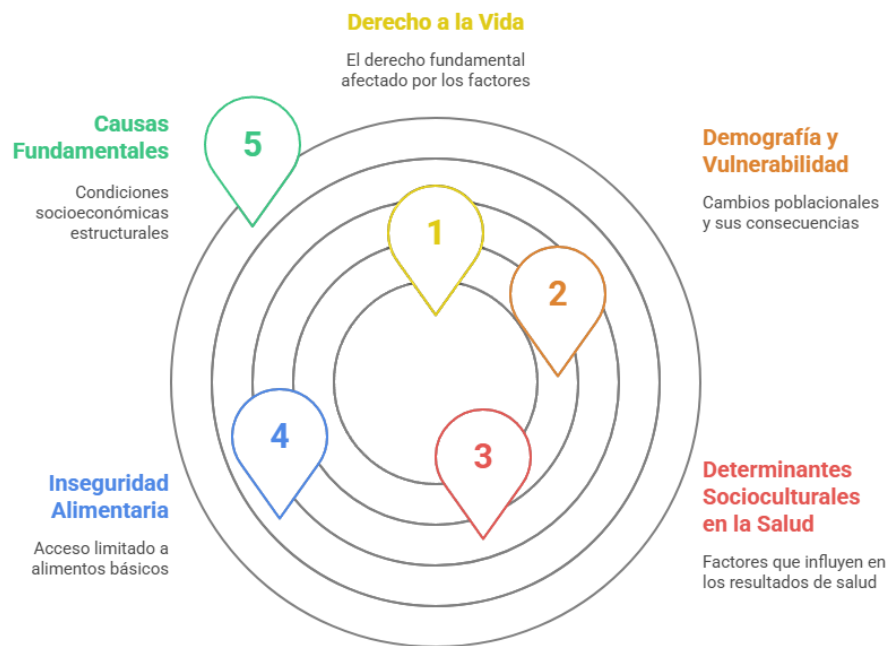 Derecho a la Vida
El derecho fundamental
afectado por los factores
1
Demografía y
Vulnerabilidad
Cambios poblacionales
y sus consecuencias
2
Determinantes
Socioculturales
en la Salud
Factores que influyen en
los resultados de salud
3
Inseguridad
Alimentaria
Acceso limitado a
alimentos básicos
4
Causas
Fundamentales
Condiciones
socioeconómicas
estructurales
5